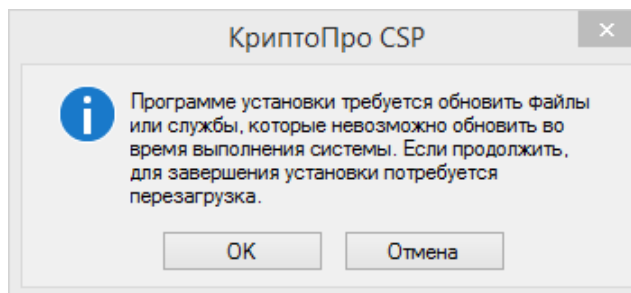 КриптоПро CSP
Программе установки требуется обновить файлы
или службы, которые невозможно обновить во
время выполнения системы. Если продолжить,
для завершения установки потребуется
перезагрузка.
OK
Отмена